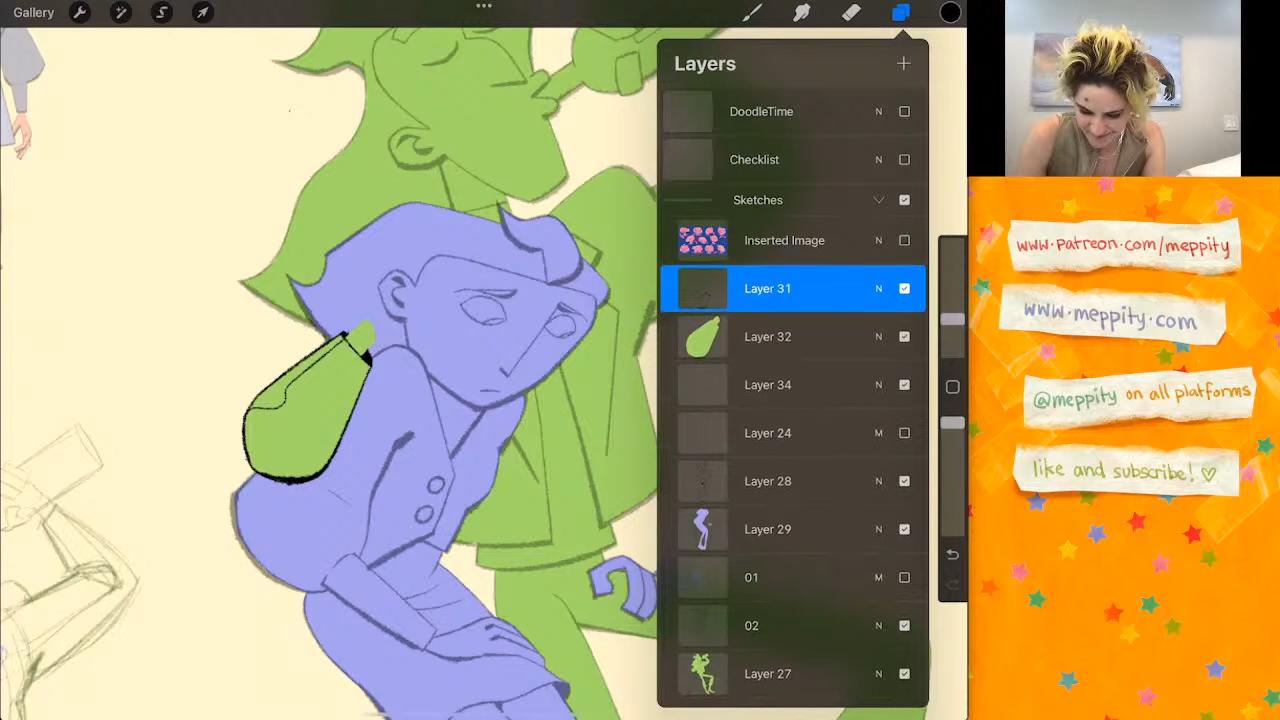 Gallery
Layers
DoodleTime N
Checklist N
Sketches
Inserted Image N
Layer 31 N
Layer 32 N
Layer 34 N
Layer 24 M
Layer 28 N
Layer 29 N
01 M
02 N
Layer 27 N
www.patreon.com/meppity
www.meppity.com
@meppity on all platforms
like and subscribe! ♡